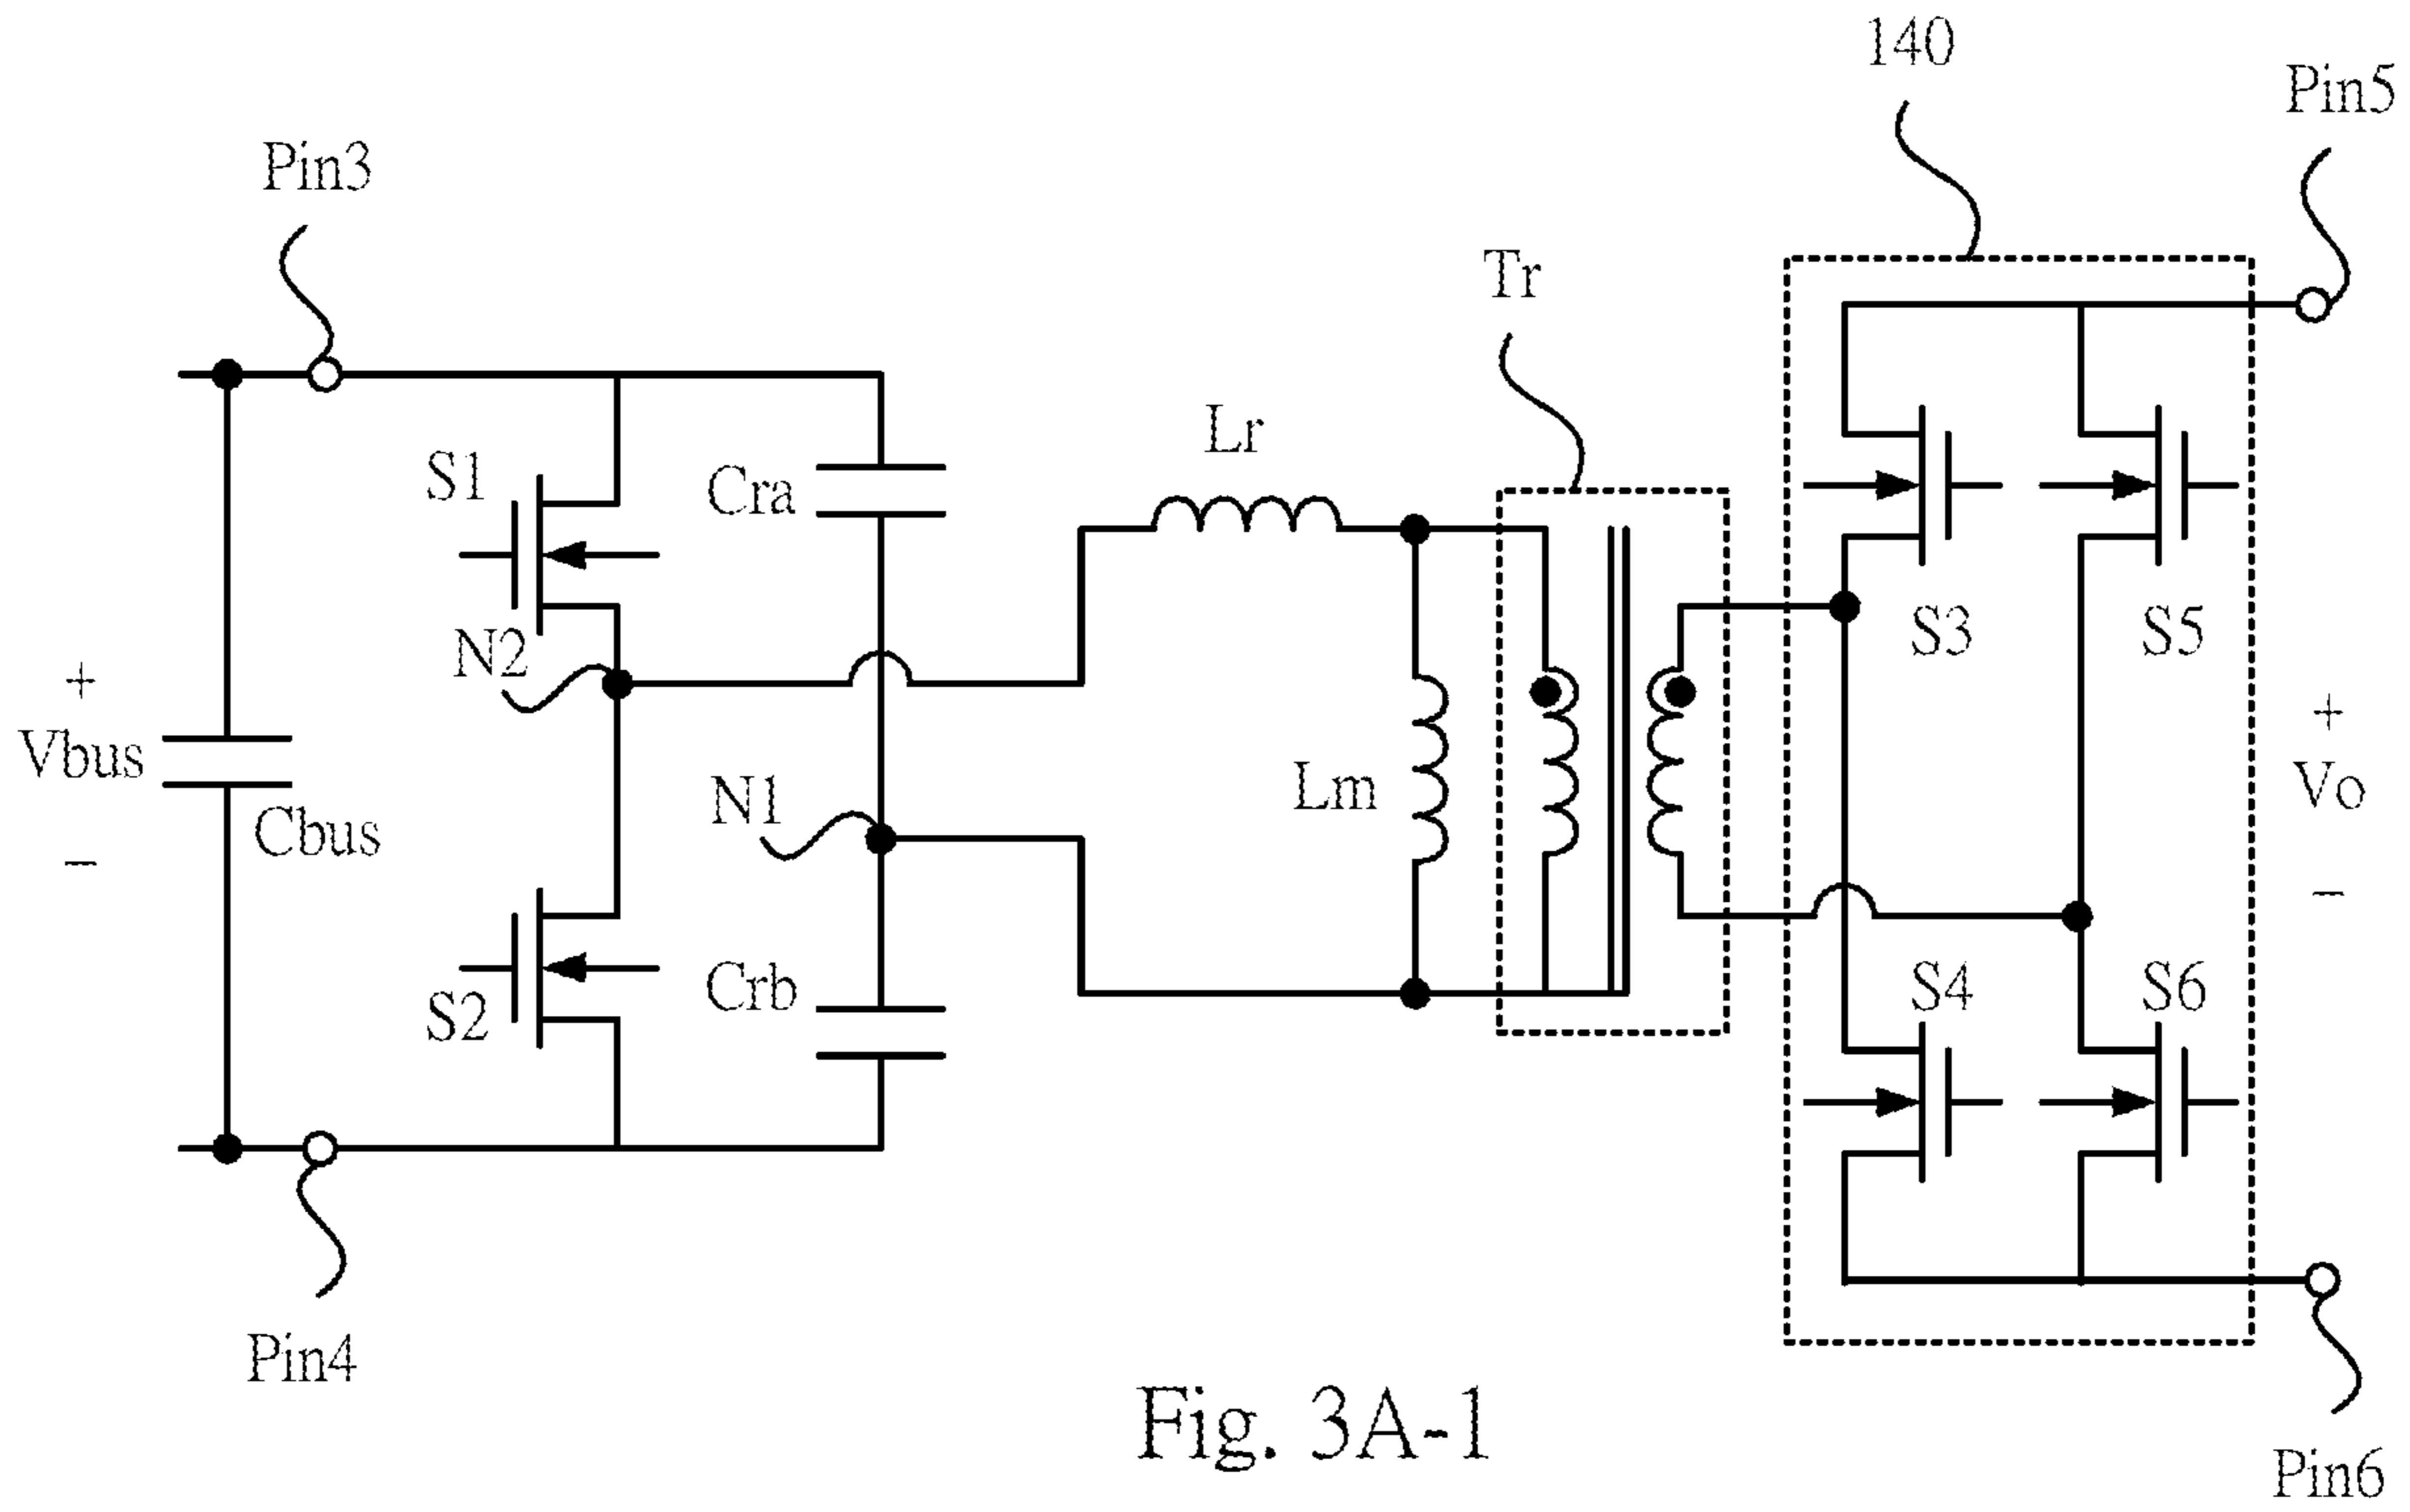 140
Pin5
Pin3
Tr
Lr
S1
Cra
N2
S3
S5
+
Vbus
−
Cbus
N1
Lm
+
Vo
−
S2
Crb
S4
S6
Pin4
Pin6
Fig. 3A-1